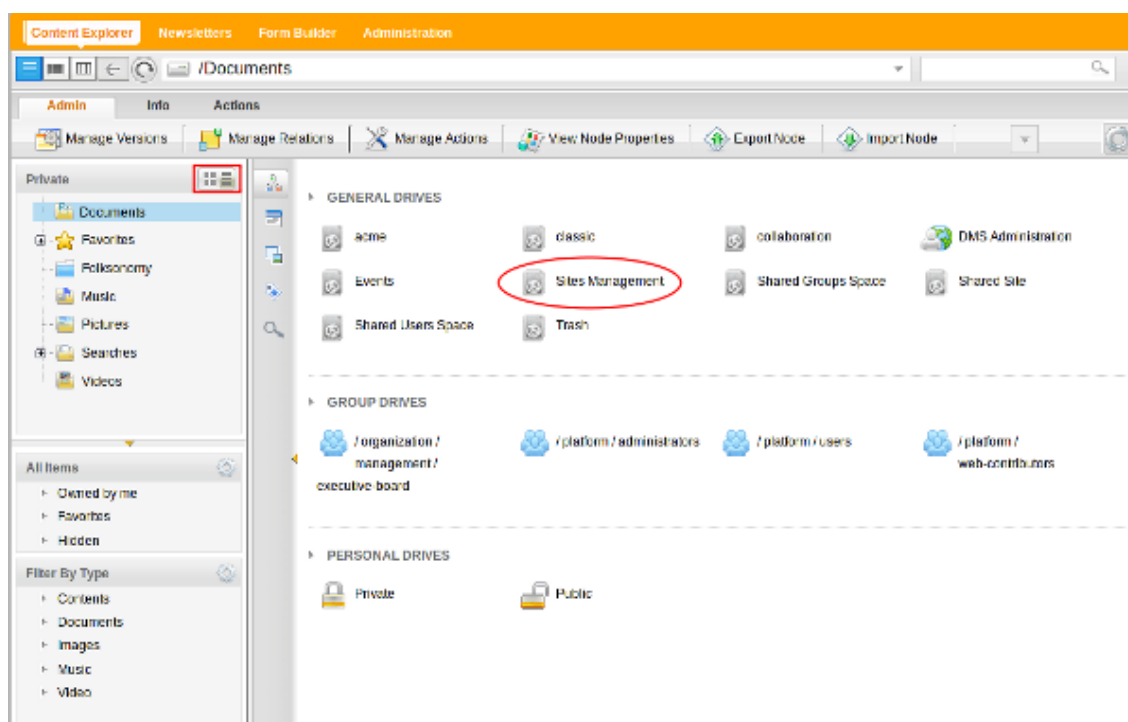 Content Explorer Newsletters Form Builder Administration
/Documents
Admin Info Actions
Manage Versions Manage Relations Manage Actions View Node Properties Export Node Import Node
Private
Documents
Favorites
Folksonomy
Music
Pictures
Searches
Videos
All Items
Owned by me
Favorites
Hidden
Filter By Type
Contents
Documents
Images
Music
Video
GENERAL DRIVES
acme classic collaboration DMS Administration
Events Sites Management Shared Groups Space Shared Site
Shared Users Space Trash
GROUP DRIVES
/ organization / / platform / administrators / platform / users / platform /
management / web-contributors
executive-board
PERSONAL DRIVES
Private Public